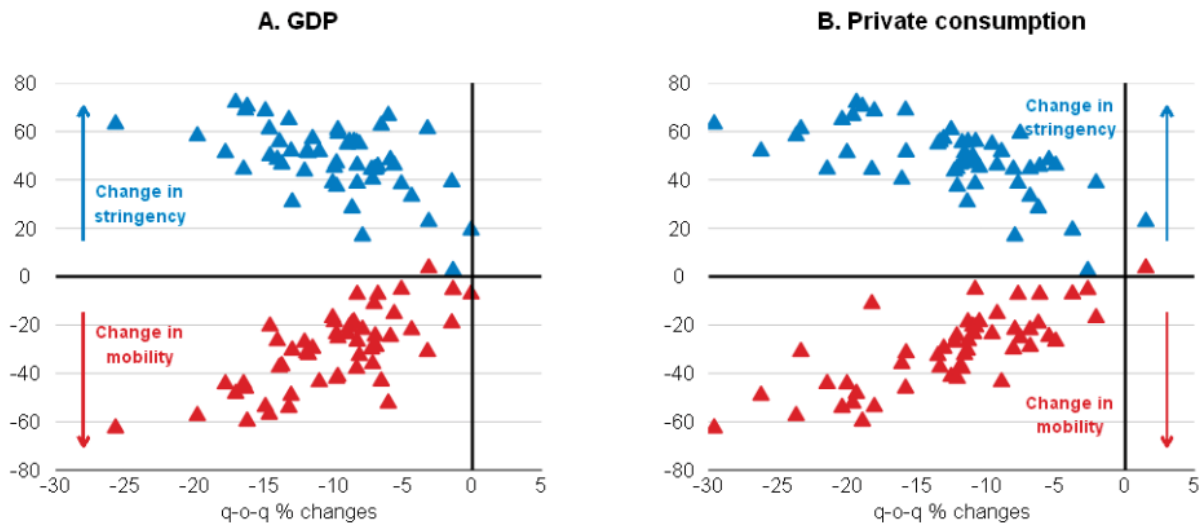 A. GDP
80
60
40
20
0
-20
-40
-60
-80
Change in
stringency
Change in
mobility
-30 -25 -20 -15 -10 -5 0 5
q-o-q % changes
B. Private consumption
80
60
40
20
0
-20
-40
-60
-80
Change in
stringency
Change in
mobility
-30 -25 -20 -15 -10 -5 0 5
q-o-q % changes